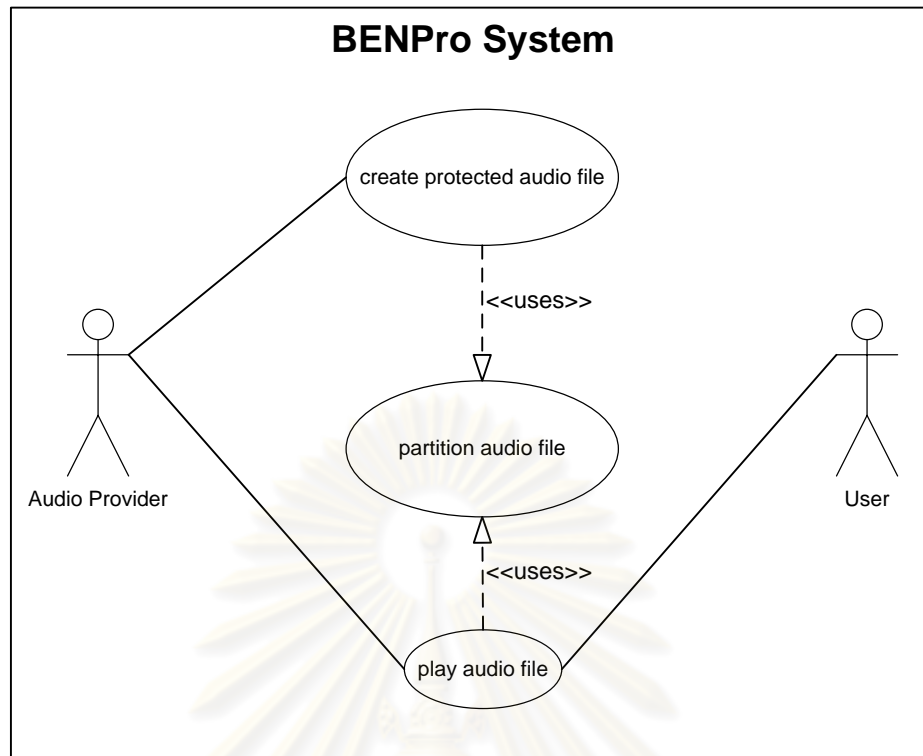 BENPro System
create protected audio file
<<uses>>
partition audio file
Audio Provider
User
<<uses>>
play audio file